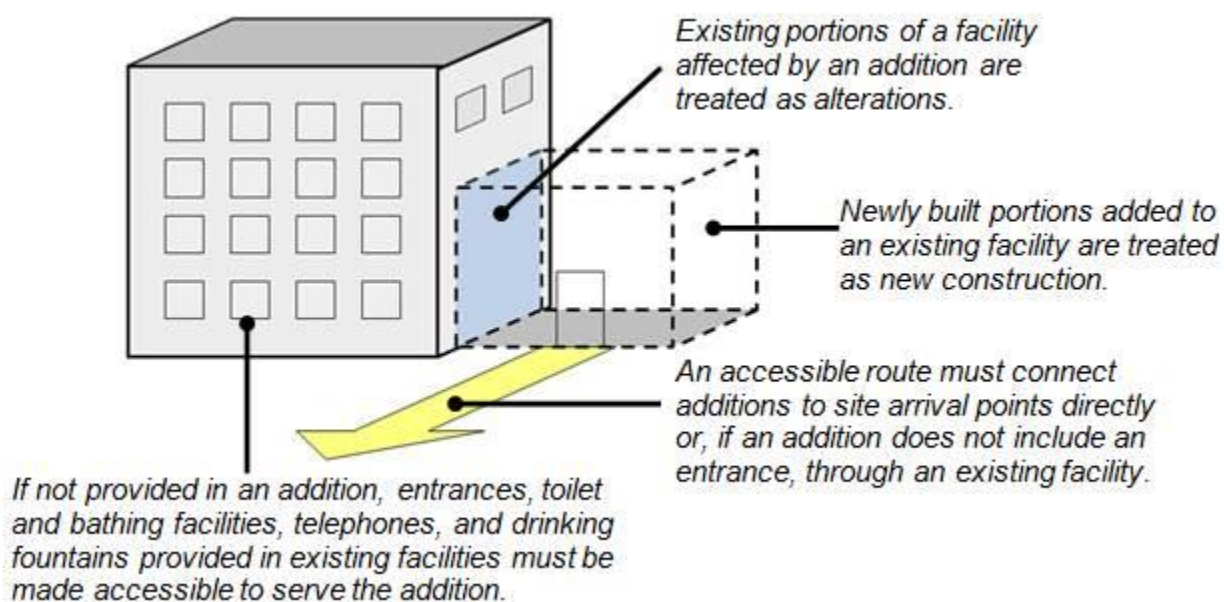 Existing portions of a facility
affected by an addition are
treated as alterations.
Newly built portions added to
an existing facility are treated
as new construction.
An accessible route must connect
additions to site arrival points directly
or, if an addition does not include an
entrance, through an existing facility.
If not provided in an addition, entrances, toilet
and bathing facilities, telephones, and drinking
fountains provided in existing facilities must be
made accessible to serve the addition.